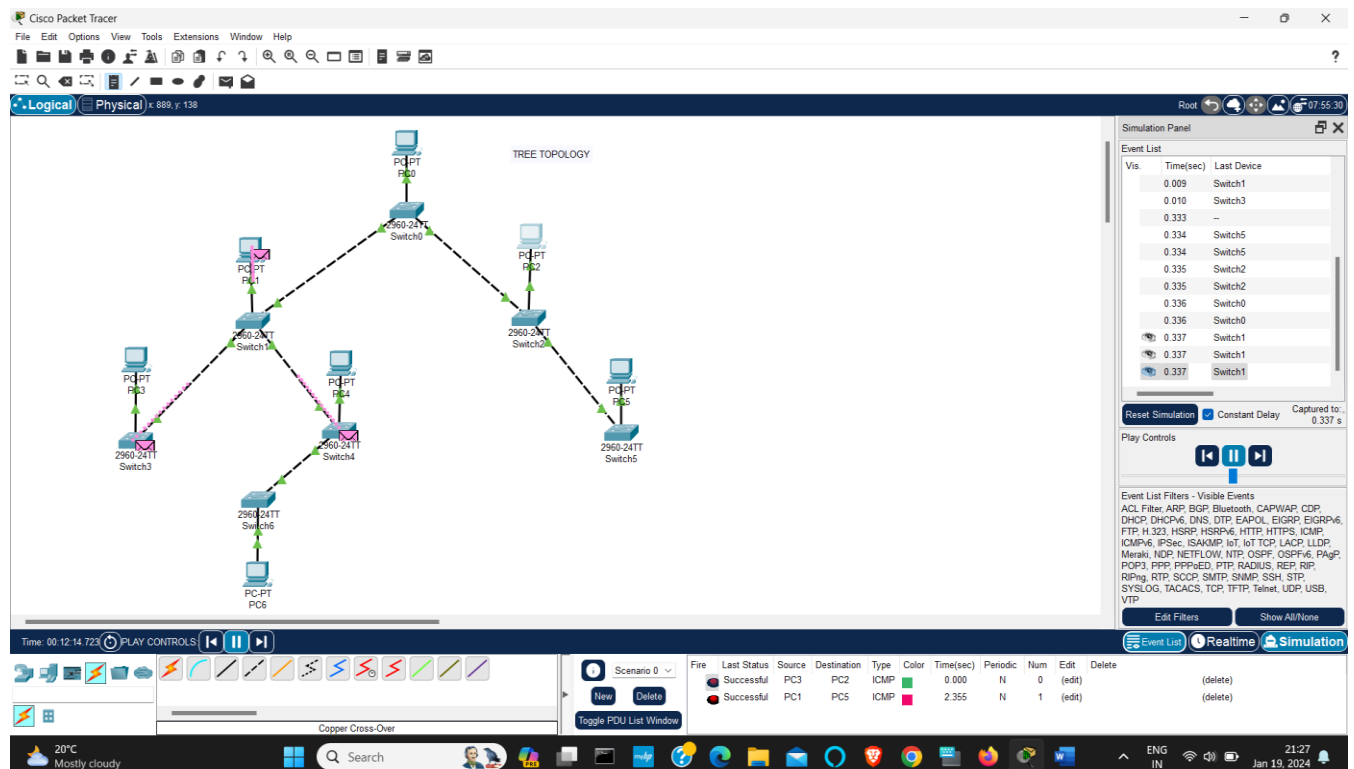 Cisco Packet Tracer
File Edit Options View Tools Extensions Window Help
?
Logical Physical x: 889, y: 138
Root 07:55:30
TREE TOPOLOGY
PC-PT
PC0
2960-24TT
Switch0
PC-PT
PC1
PC-PT
PC2
2960-24TT
Switch1
2960-24TT
Switch2
PC-PT
PC3
PC-PT
PC4
PC-PT
PC5
2960-24TT
Switch3
2960-24TT
Switch4
2960-24TT
Switch5
2960-24TT
Switch6
PC-PT
PC6
Simulation Panel
Event List
Vis. Time(sec) Last Device
0.009 Switch1
0.010 Switch3
0.333 --
0.334 Switch5
0.334 Switch5
0.335 Switch2
0.335 Switch2
0.336 Switch0
0.336 Switch0
0.337 Switch1
0.337 Switch1
0.337 Switch1
Reset Simulation Constant Delay Captured to:
0.337 s
Play Controls
Event List Filters - Visible Events
ACL Filter, ARP, BGP, Bluetooth, CAPWAP, CDP,
DHCP, DHCPv6, DNS, DTP, EAPOL, EIGRP, EIGRPv6,
FTP, H.323, HSRP, HSRPv6, HTTP, HTTPS, ICMP,
ICMPv6, IPSec, ISAKMP, IoT, IoT TCP, LACP, LLDP,
Meraki, NDP, NETFLOW, NTP, OSPF, OSPFv6, PAgP,
POP3, PPP, PPPoED, PTP, RADIUS, REP, RIP,
RIPng, RTP, SCCP, SMTP, SNMP, SSH, STP,
SYSLOG, TACACS, TCP, TFTP, Telnet, UDP, USB,
VTP
Edit Filters Show All/None
Time: 00:12:14.723 PLAY CONTROLS:
Event List Realtime Simulation
Copper Cross-Over
Scenario 0
New Delete
Toggle PDU List Window
Fire Last Status Source Destination Type Color Time(sec) Periodic Num Edit Delete
Successful PC3 PC2 ICMP 0.000 N 0 (edit) (delete)
Successful PC1 PC5 ICMP 2.355 N 1 (edit) (delete)
20°C
Mostly cloudy
Search
PRE
ENG
IN
21:27
Jan 19, 2024